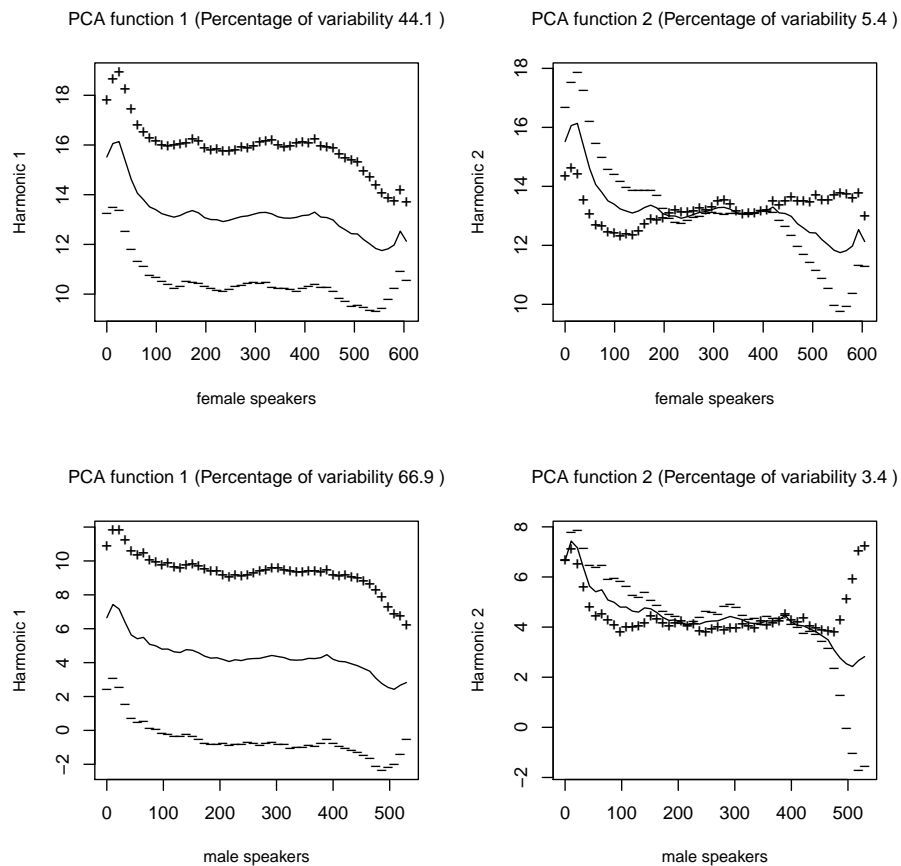 PCA function 1 (Percentage of variability 44.1 )
Harmonic 1
10 12 14 16 18
0 100 200 300 400 500 600
female speakers
PCA function 2 (Percentage of variability 5.4 )
Harmonic 2
10 12 14 16 18
0 100 200 300 400 500 600
female speakers
PCA function 1 (Percentage of variability 66.9 )
Harmonic 1
−2 0 2 4 6 8 10
0 100 200 300 400 500
male speakers
PCA function 2 (Percentage of variability 3.4 )
Harmonic 2
−2 0 2 4 6 8
0 100 200 300 400 500
male speakers